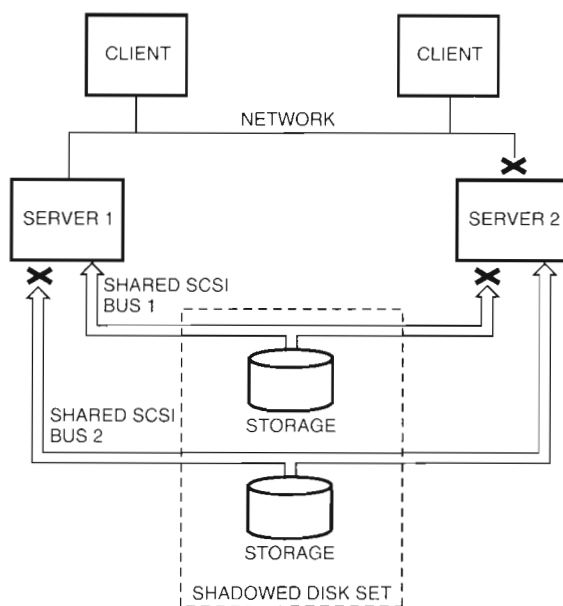 CLIENT
CLIENT
NETWORK
SERVER 1
SERVER 2
SHARED SCSI
BUS 1
STORAGE
SHARED SCSI
BUS 2
STORAGE
SHADOWED DISK SET